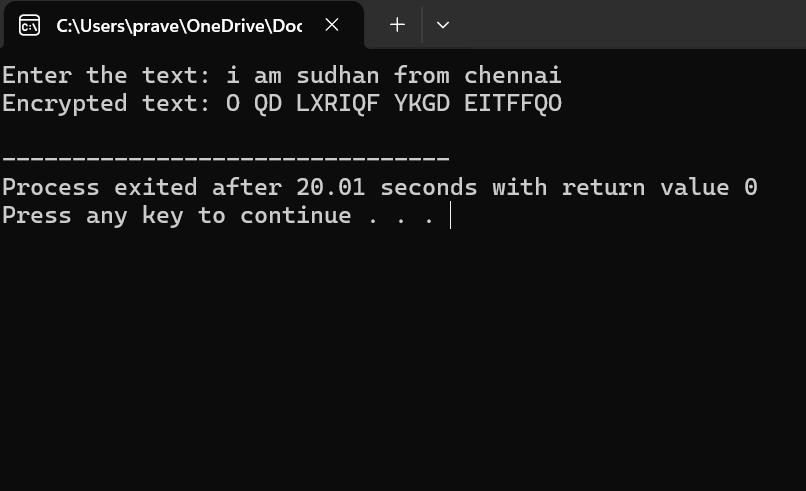 C:\Users\prave\OneDrive\Doc
Enter the text: i am sudhan from chennai
Encrypted text: O QD LXRIQF YKGD EITFFQO
--------------------------------
Process exited after 20.01 seconds with return value 0
Press any key to continue . . .